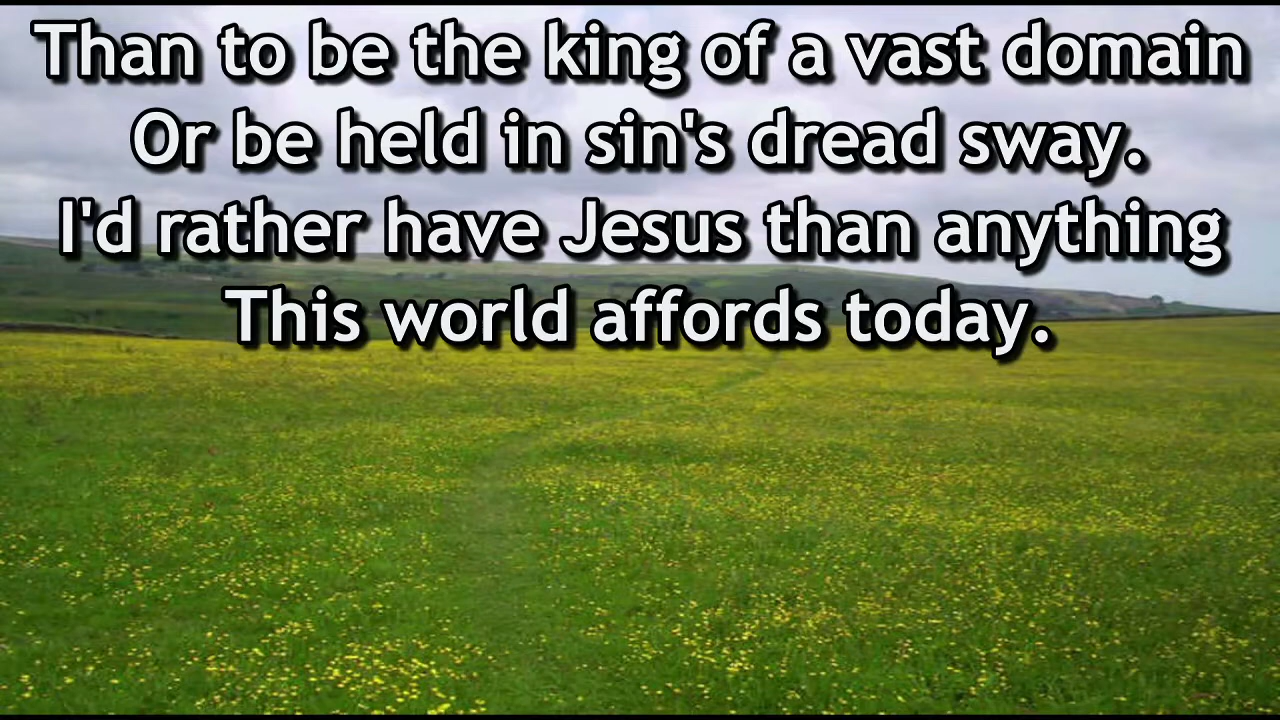 Than to be the king of a vast domain
Or be held in sin's dread sway.
I'd rather have Jesus than anything
This world affords today.